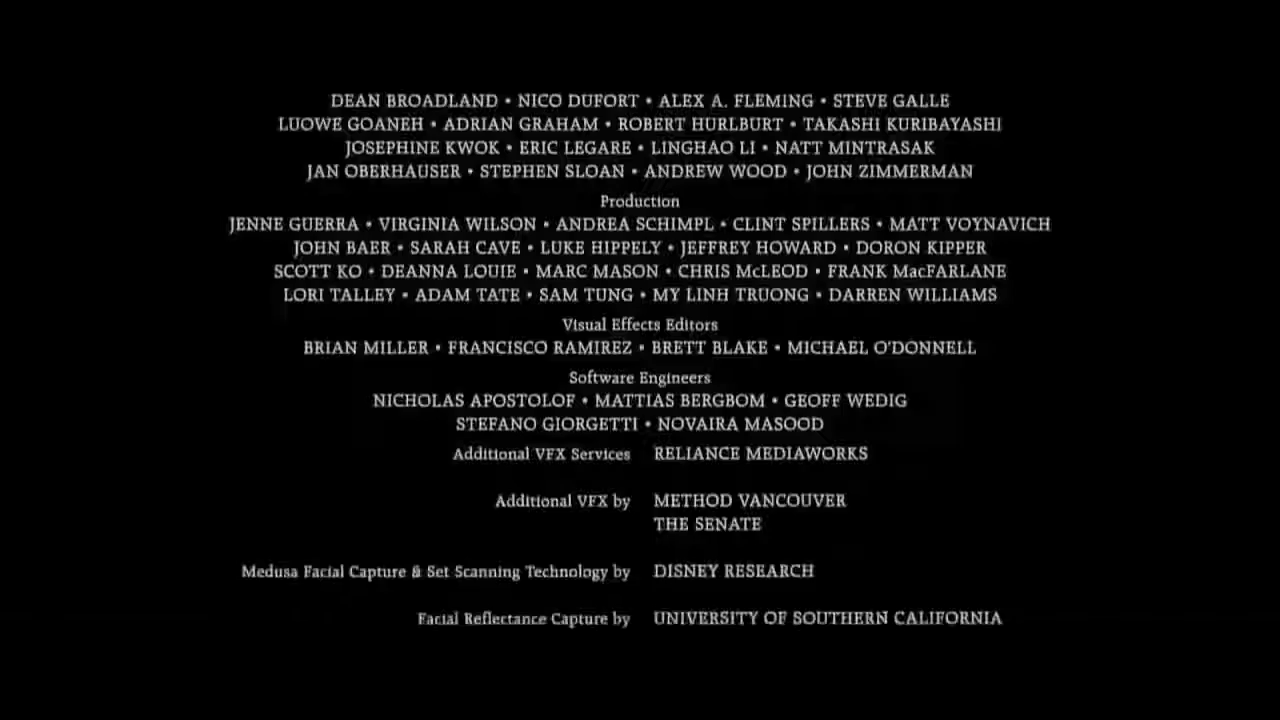 DEAN BROADLAND • NICO DUFORT • ALEX A. FLEMING • STEVE GALLE
LUOWE GOANEH • ADRIAN GRAHAM • ROBERT HURLBURT • TAKASHI KURIBAYASHI
JOSEPHINE KWOK • ERIC LEGARE • LINGHAO LI • NATT MINTRASAK
JAN OBERHAUSER • STEPHEN SLOAN • ANDREW WOOD • JOHN ZIMMERMAN
Production
JENNE GUERRA • VIRGINIA WILSON • ANDREA SCHIMPL • CLINT SPILLERS • MATT VOYNAVICH
JOHN BAER • SARAH CAVE • LUKE HIPPELY • JEFFREY HOWARD • DORON KIPPER
SCOTT KO • DEANNA LOUIE • MARC MASON • CHRIS McLEOD • FRANK MacFARLANE
LORI TALLEY • ADAM TATE • SAM TUNG • MY LINH TRUONG • DARREN WILLIAMS
Visual Effects Editors
BRIAN MILLER • FRANCISCO RAMIREZ • BRETT BLAKE • MICHAEL O'DONNELL
Software Engineers
NICHOLAS APOSTOLOF • MATTIAS BERGBOM • GEOFF WEDIG
STEFANO GIORGETTI • NOVAIRA MASOOD
Additional VFX Services RELIANCE MEDIAWORKS
Additional VFX by METHOD VANCOUVER
THE SENATE
Medusa Facial Capture & Set Scanning Technology by DISNEY RESEARCH
Facial Reflectance Capture by UNIVERSITY OF SOUTHERN CALIFORNIA